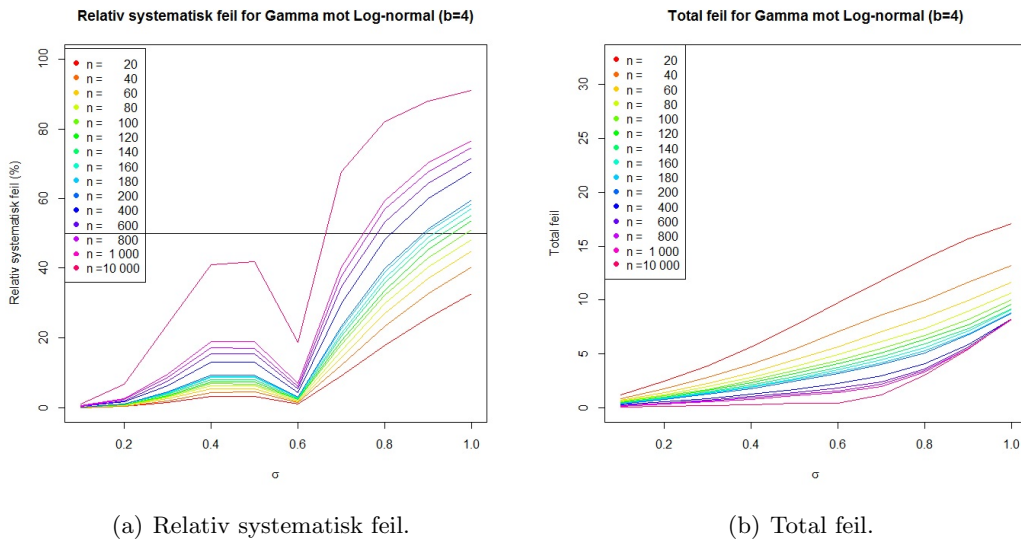 Relativ systematisk feil for Gamma mot Log-normal (b=4)
Relativ systematisk feil (%)
100
80
60
40
20
0
n = 20
n = 40
n = 60
n = 80
n = 100
n = 120
n = 140
n = 160
n = 180
n = 200
n = 400
n = 600
n = 800
n = 1 000
n =10 000
0.2 0.4 0.6 0.8 1.0
σ
(a) Relativ systematisk feil.
Total feil for Gamma mot Log-normal (b=4)
Total feil
30
25
20
15
10
5
0
n = 20
n = 40
n = 60
n = 80
n = 100
n = 120
n = 140
n = 160
n = 180
n = 200
n = 400
n = 600
n = 800
n = 1 000
n =10 000
0.2 0.4 0.6 0.8 1.0
σ
(b) Total feil.